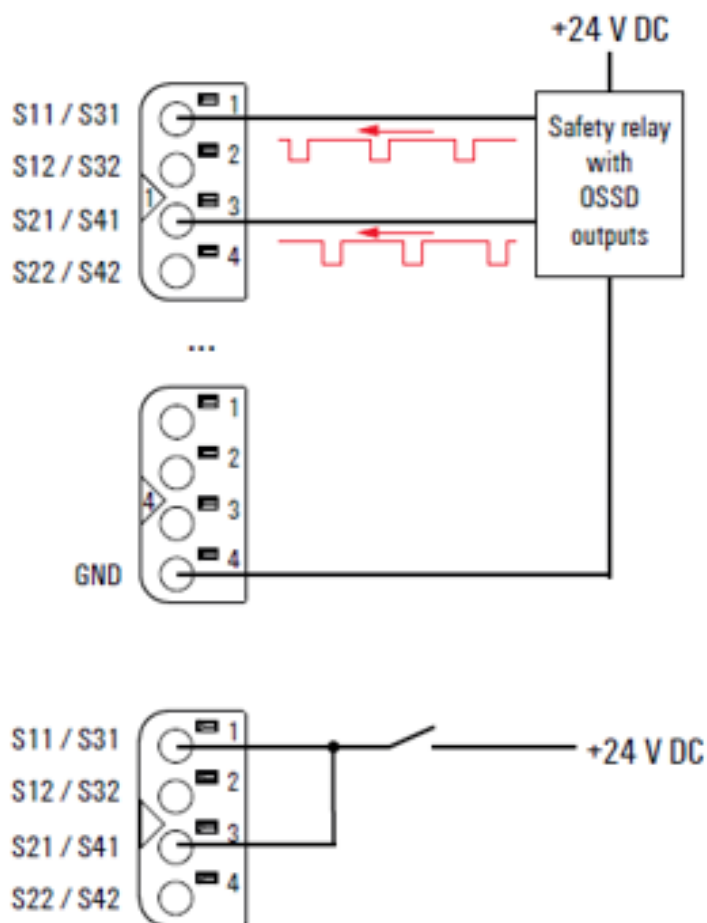 +24 V DC
S11 / S31
1
Safety relay
with
OSSD
outputs
S12 / S32
2
1
S21 / S41
3
S22 / S42
4
...
1
2
4
3
GND
4
S11 / S31
1
+24 V DC
S12 / S32
2
S21 / S41
3
S22 / S42
4